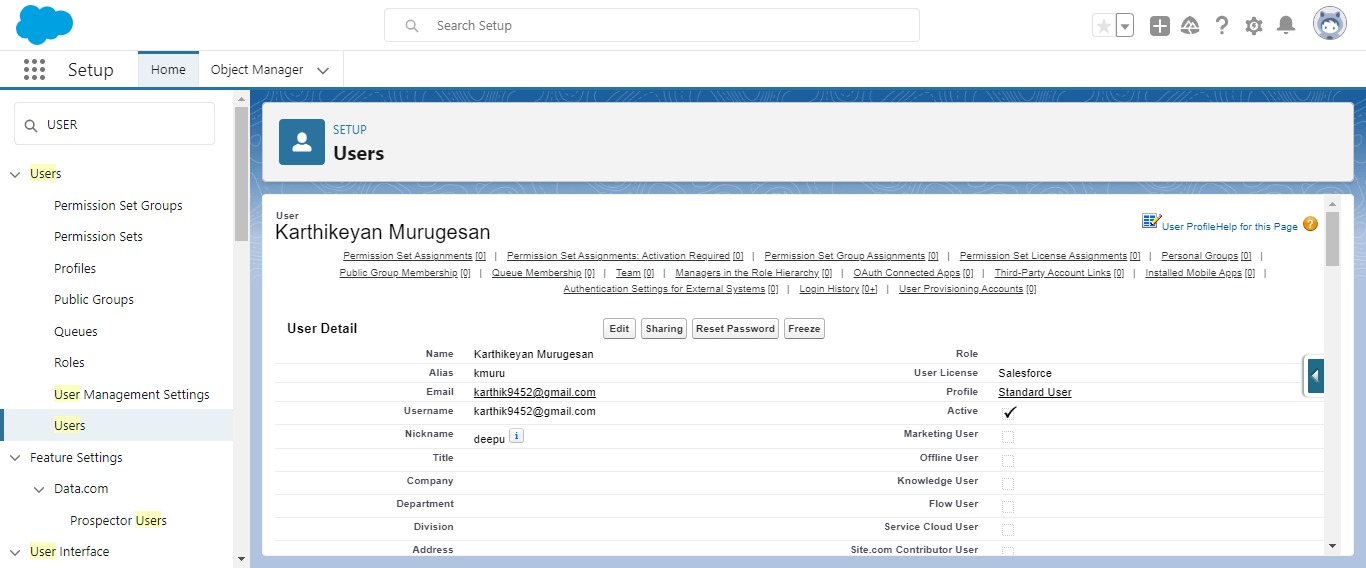 Search Setup
Setup
Home
Object Manager
USER
Users
Permission Set Groups
Permission Sets
Profiles
Public Groups
Queues
Roles
User Management Settings
Users
Feature Settings
Data.com
Prospector Users
User Interface
SETUP
Users
User
Karthikeyan Murugesan
User Profile Help for this Page ?
Permission Set Assignments [0] | Permission Set Assignments: Activation Required [0] | Permission Set Group Assignments [0] | Permission Set License Assignments [0] | Personal Groups [0] |
Public Group Membership [0] | Queue Membership [0] | Team [0] | Managers in the Role Hierarchy [0] | OAuth Connected Apps [0] | Third-Party Account Links [0] | Installed Mobile Apps [0] |
Authentication Settings for External Systems [0] | Login History [0+] | User Provisioning Accounts [0]
User Detail Edit Sharing Reset Password Freeze
Name Karthikeyan Murugesan Role
Alias kmuru User License Salesforce
Email karthik9452@gmail.com Profile Standard User
Username karthik9452@gmail.com Active
Nickname deepu i Marketing User
Title Offline User
Company Knowledge User
Department Flow User
Division Service Cloud User
Address Site.com Contributor User